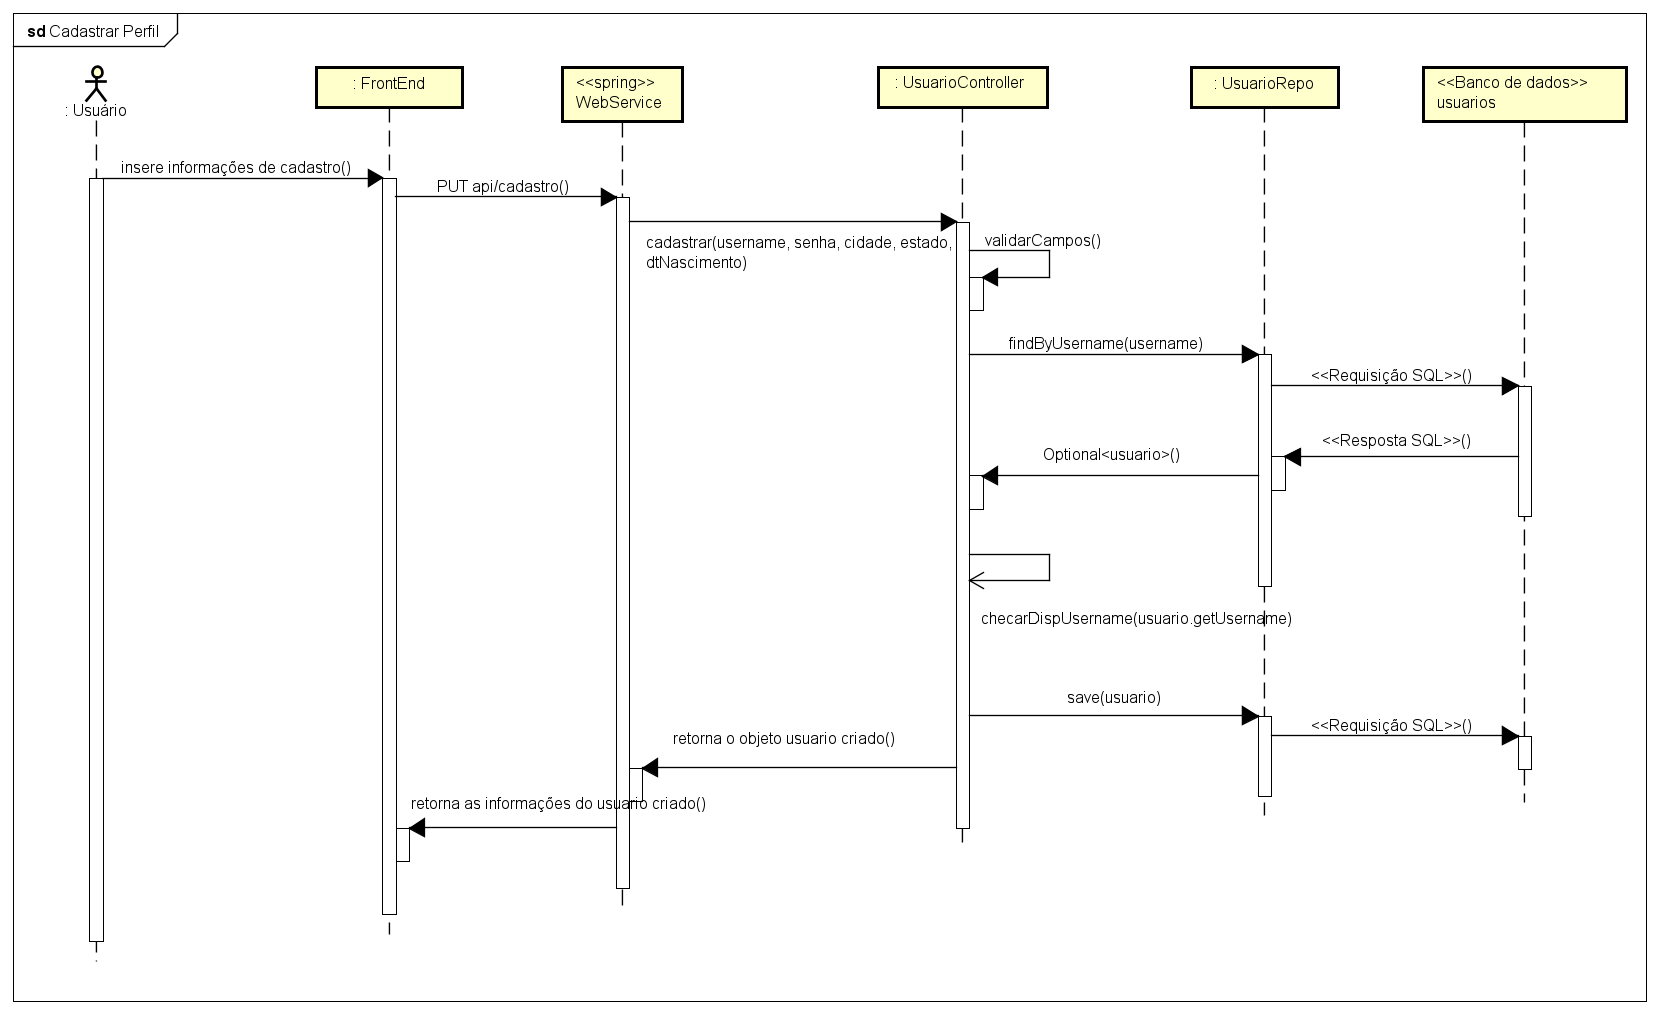 sd Cadastrar Perfil
: Usuário
: FrontEnd
<<spring>>
WebService
: UsuarioController
: UsuarioRepo
<<Banco de dados>>
usuarios
insere informações de cadastro()
PUT api/cadastro()
cadastrar(username, senha, cidade, estado,
dtNascimento)
validarCampos()
findByUsername(username)
<<Requisição SQL>>()
<<Resposta SQL>>()
Optional<usuario>()
checarDispUsername(usuario.getUsername)
save(usuario)
<<Requisição SQL>>()
retorna o objeto usuario criado()
retorna as informações do usuario criado()